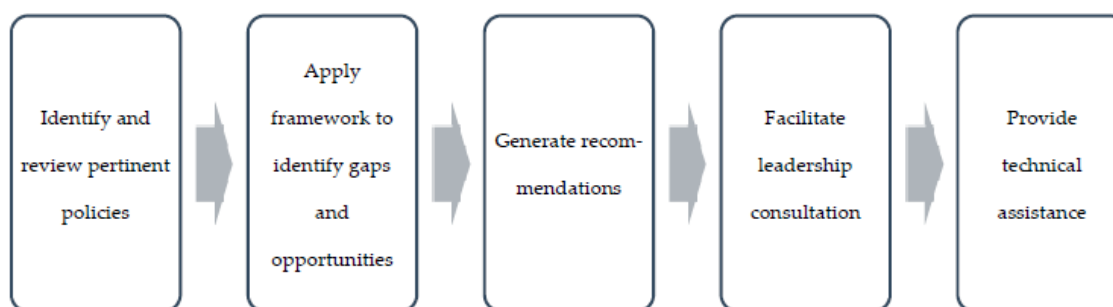 Identify and
review pertinent
policies
Apply
framework to
identify gaps
and
opportunities
Generate recom-
mendations
Facilitate
leadership
consultation
Provide
technical
assistance